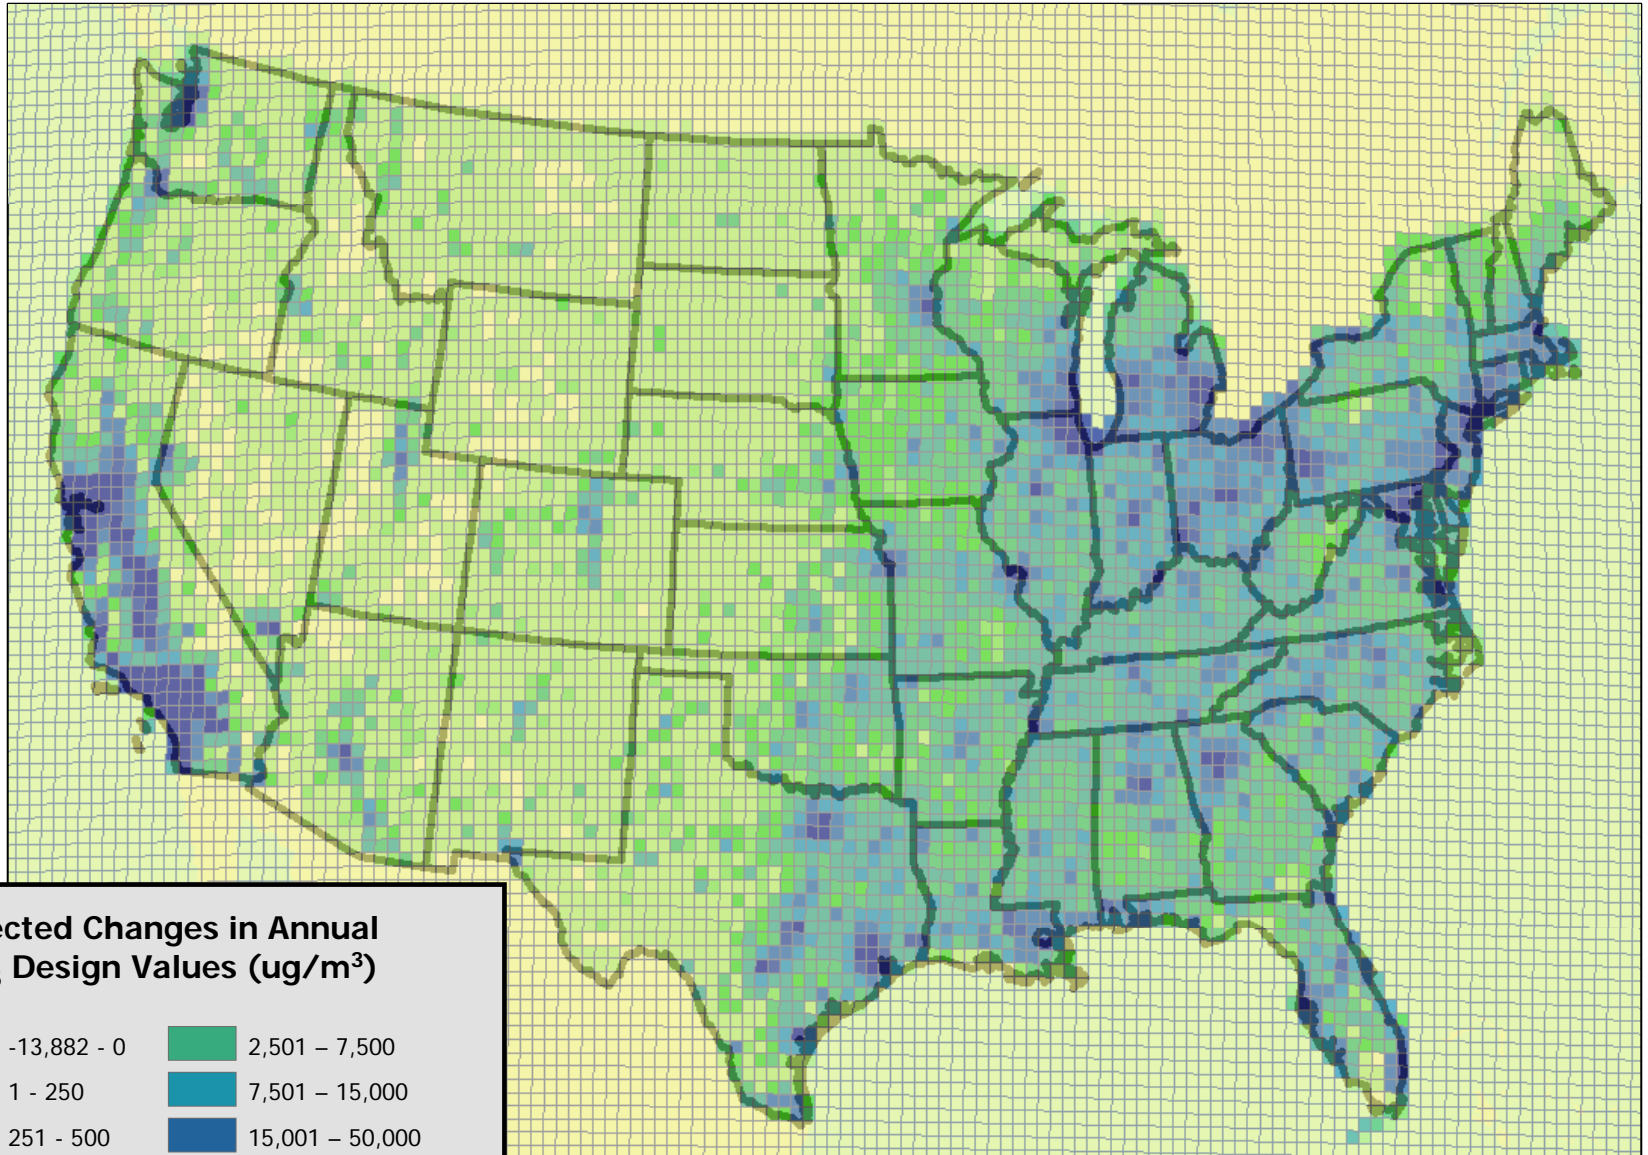 ected Changes in Annual
Design Values (ug/m³)
-13,882 - 0
2,501 – 7,500
1 - 250
7,501 – 15,000
251 - 500
15,001 – 50,000